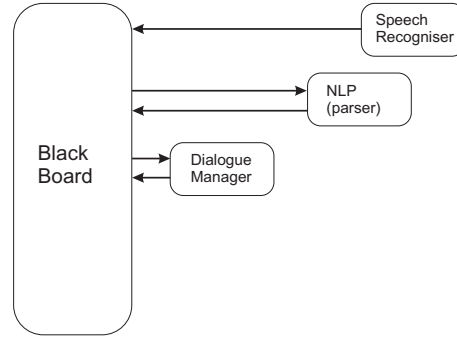 Speech
Recogniser
NLP
(parser)
Black
Board
Dialogue
Manager